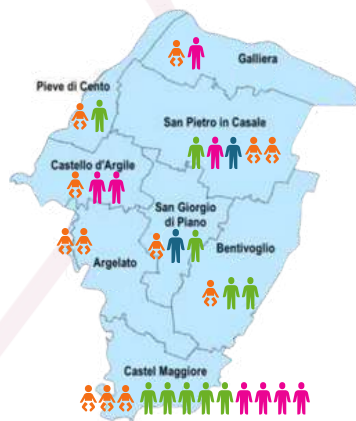 Galliera
Pieve di Cento
San Pietro in Casale
Castello d'Argile
San Giorgio
di Piano
Bentivoglio
Argelato
Castel Maggiore